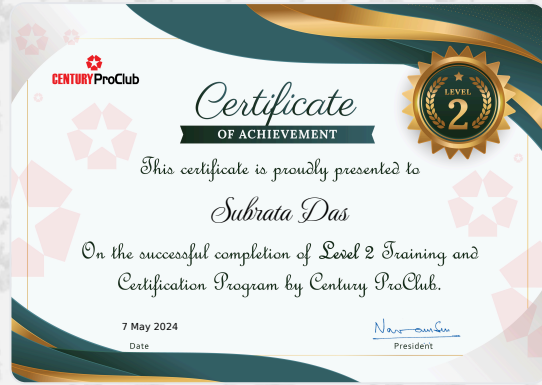 CENTURY ProClub
Certificate
OF ACHIEVEMENT
LEVEL
2
This certificate is proudly presented to
Subrata Das
On the successful completion of Level 2 Training and
Certification Program by Century ProClub.
7 May 2024
Date
President